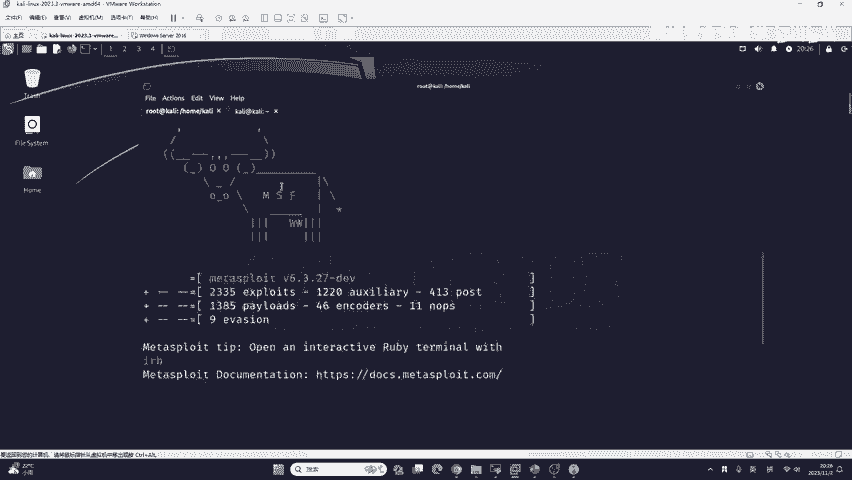 kali-linux-2023.1-vmware-amd64 - VMware Workstation
文件(F) 编辑(E) 查看(V) 虚拟机(M) 选项卡(T) 帮助(H)
主页 kali-linux-2023.1-vmware... Windows Server 2016
1 2 3 4 20:26
root@kali: /home/kali
File Actions Edit View Help
root@kali: /home/kali × kali@kali: ~ ×
Trash
File System
Home
M S F
WW
=[ metasploit v6.3.27-dev ]
+ -- --=[ 2335 exploits - 1220 auxiliary - 413 post ]
+ -- --=[ 1385 payloads - 46 encoders - 11 nops ]
+ -- --=[ 9 evasion ]
Metasploit tip: Open an interactive Ruby terminal with
irb
Metasploit Documentation: https://docs.metasploit.com/
要返回到您的计算机，请将鼠标指针从虚拟机中移出或按 Ctrl+Alt。
22°C
小雨
搜索
英
20:26
2023/11/2